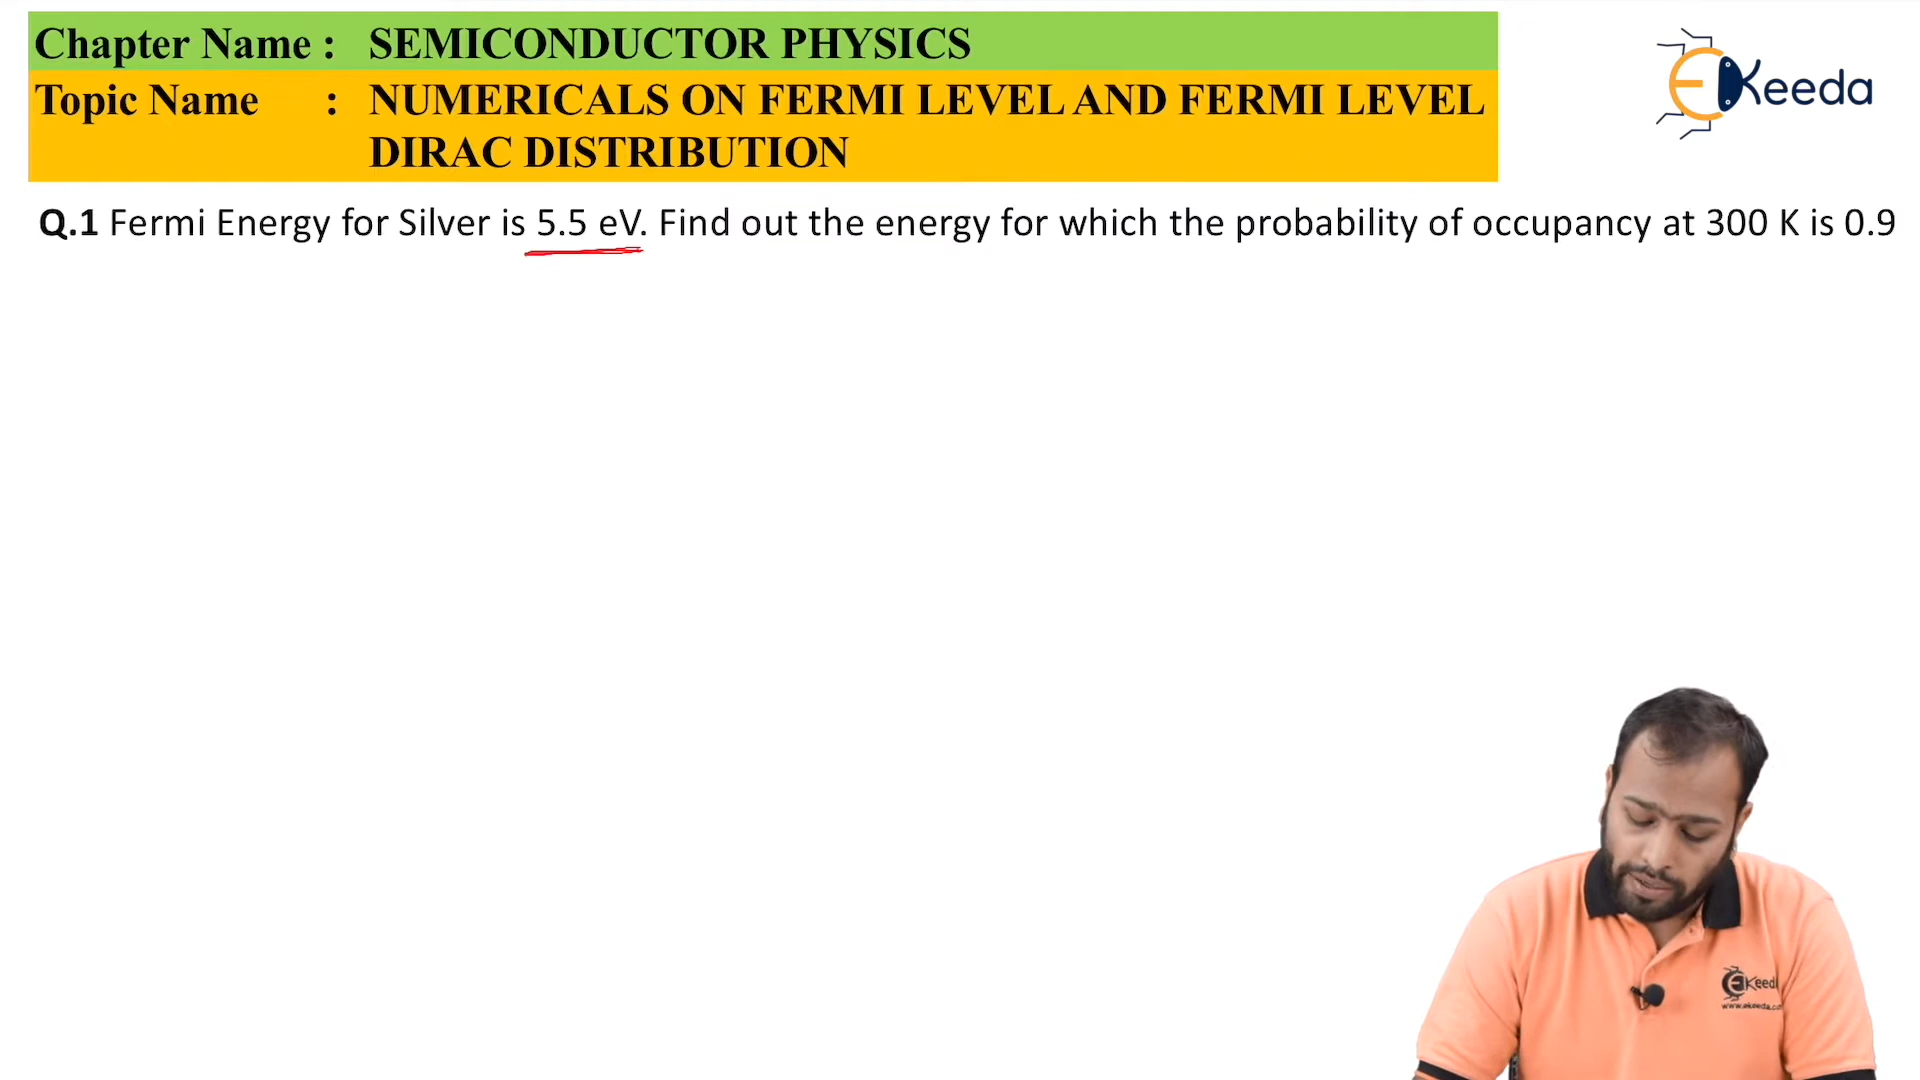 Chapter Name : SEMICONDUCTOR PHYSICS
Topic Name : NUMERICALS ON FERMI LEVEL AND FERMI LEVEL
DIRAC DISTRIBUTION
EKeeda
Q.1 Fermi Energy for Silver is 5.5 eV. Find out the energy for which the probability of occupancy at 300 K is 0.9